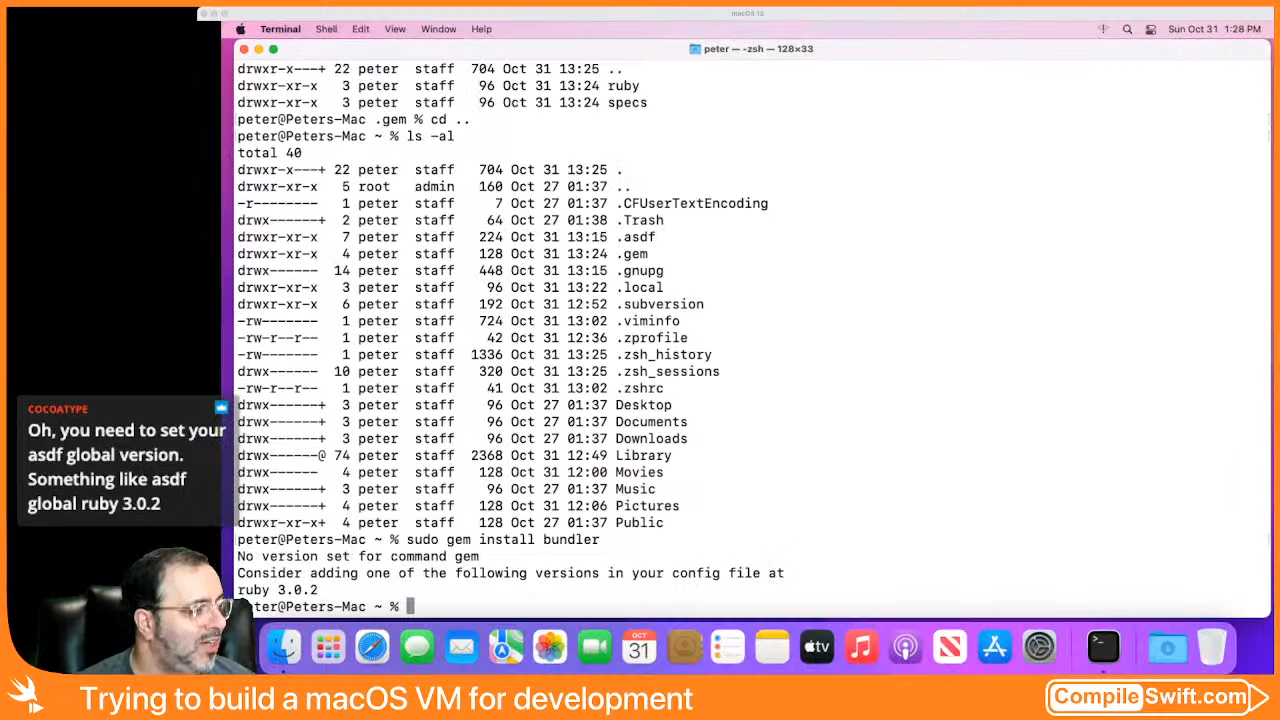 macOS 12
Terminal Shell Edit View Window Help Sun Oct 31 1:28 PM
peter — -zsh — 128×33
drwxr-x---+ 22 peter staff 704 Oct 31 13:25 ..
drwxr-xr-x 3 peter staff 96 Oct 31 13:24 ruby
drwxr-xr-x 3 peter staff 96 Oct 31 13:24 specs
peter@Peters-Mac .gem % cd ..
peter@Peters-Mac ~ % ls -al
total 40
drwxr-x---+ 22 peter staff 704 Oct 31 13:25 .
drwxr-xr-x 5 root admin 160 Oct 27 01:37 ..
-r-------- 1 peter staff 7 Oct 27 01:37 .CFUserTextEncoding
drwx------+ 2 peter staff 64 Oct 27 01:38 .Trash
drwxr-xr-x 7 peter staff 224 Oct 31 13:15 .asdf
drwxr-xr-x 4 peter staff 128 Oct 31 13:24 .gem
drwx------ 14 peter staff 448 Oct 31 13:15 .gnupg
drwxr-xr-x 3 peter staff 96 Oct 31 13:22 .local
drwxr-xr-x 6 peter staff 192 Oct 31 12:52 .subversion
-rw------- 1 peter staff 724 Oct 31 13:02 .viminfo
-rw-r--r-- 1 peter staff 42 Oct 31 12:36 .zprofile
-rw------- 1 peter staff 1336 Oct 31 13:25 .zsh_history
drwx------ 10 peter staff 320 Oct 31 13:25 .zsh_sessions
-rw-r--r-- 1 peter staff 41 Oct 31 13:02 .zshrc
drwx------+ 3 peter staff 96 Oct 27 01:37 Desktop
drwx------+ 3 peter staff 96 Oct 27 01:37 Documents
drwx------+ 3 peter staff 96 Oct 27 01:37 Downloads
drwx------@ 74 peter staff 2368 Oct 31 12:49 Library
drwx------ 4 peter staff 128 Oct 31 12:00 Movies
drwx------+ 3 peter staff 96 Oct 27 01:37 Music
drwx------+ 4 peter staff 128 Oct 31 12:06 Pictures
drwxr-xr-x+ 4 peter staff 128 Oct 27 01:37 Public
peter@Peters-Mac ~ % sudo gem install bundler
No version set for command gem
Consider adding one of the following versions in your config file at
ruby 3.0.2
peter@Peters-Mac ~ %
COCOATYPE
Oh, you need to set your
asdf global version.
Something like asdf
global ruby 3.0.2
OCT
31
tv
Trying to build a macOS VM for development
CompileSwift.com